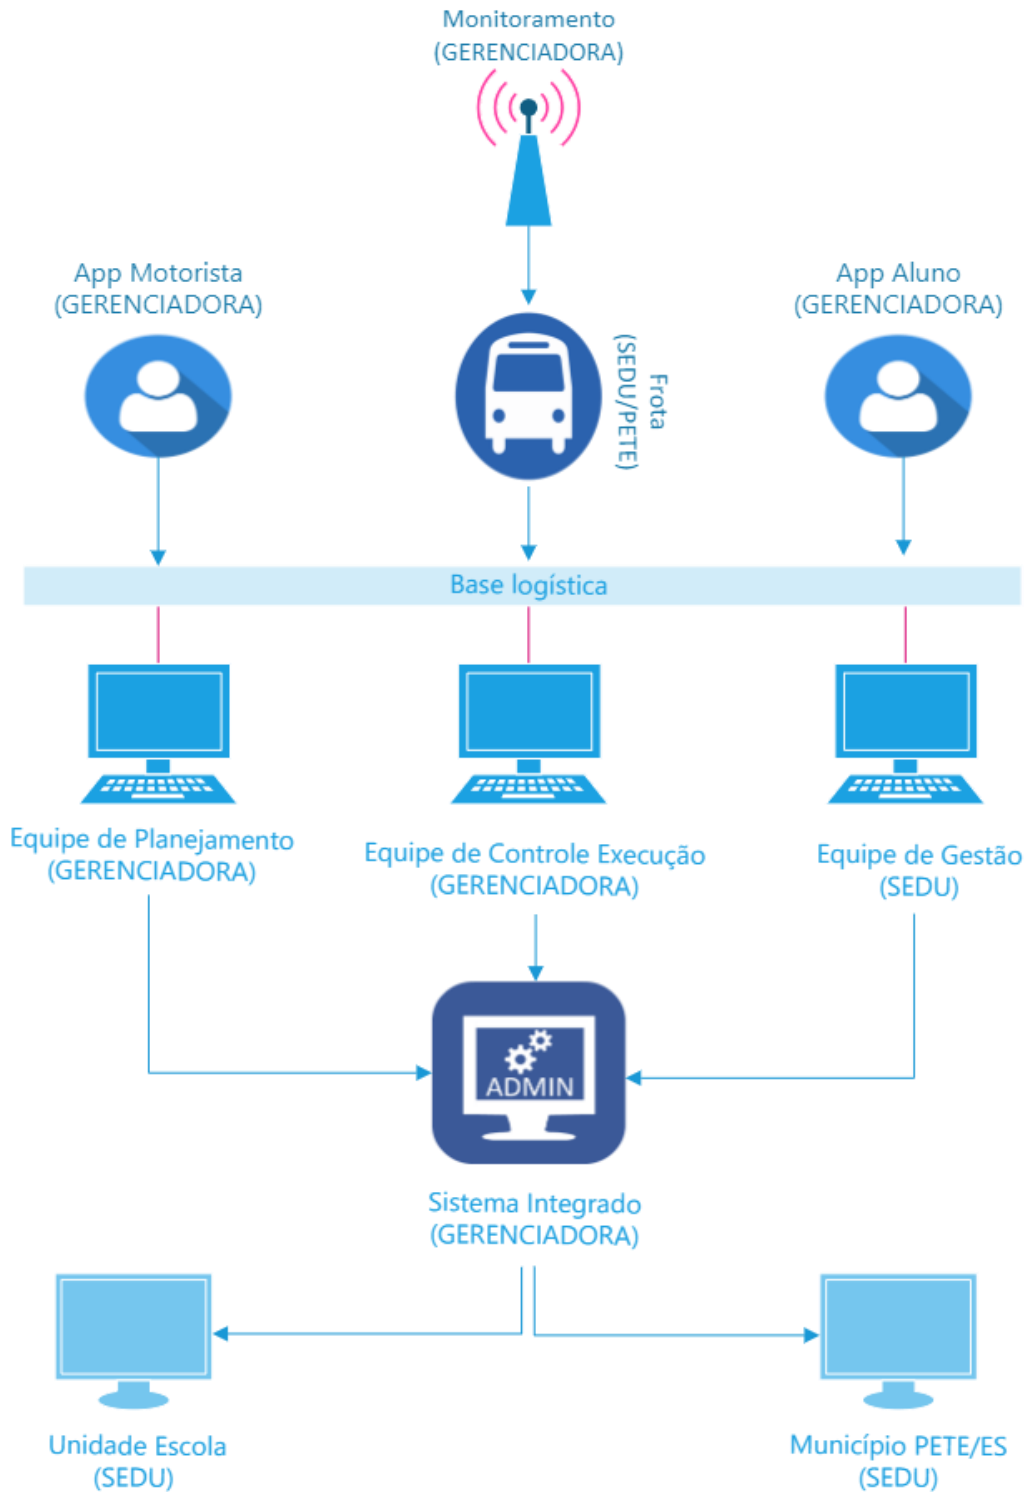 Monitoramento
(GERENCIADORA)
App Motorista
(GERENCIADORA)
App Aluno
(GERENCIADORA)
Frota
(SEDU/PETE)
Base logística
Equipe de Planejamento
(GERENCIADORA)
Equipe de Controle Execução
(GERENCIADORA)
Equipe de Gestão
(SEDU)
ADMIN
Sistema Integrado
(GERENCIADORA)
Unidade Escola
(SEDU)
Município PETE/ES
(SEDU)